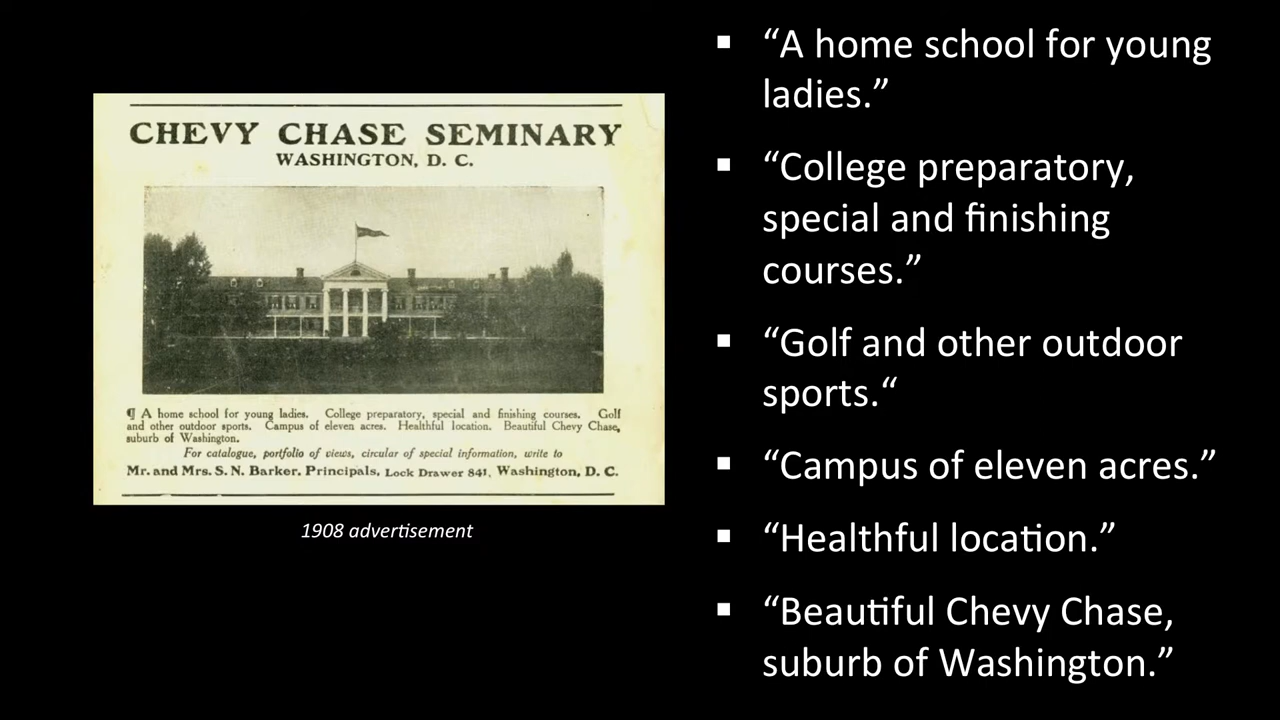 CHEVY CHASE SEMINARY
WASHINGTON, D. C.
¶ A home school for young ladies. College preparatory, special and finishing courses. Golf
and other outdoor sports. Campus of eleven acres. Healthful location. Beautiful Chevy Chase,
suburb of Washington.
For catalogue, portfolio of views, circular of special information, write to
Mr. and Mrs. S. N. Barker, Principals, Lock Drawer 841, Washington, D. C.
1908 advertisement
▪ “A home school for young
ladies.”
▪ “College preparatory,
special and finishing
courses.”
▪ “Golf and other outdoor
sports.“
▪ “Campus of eleven acres.”
▪ “Healthful location.”
▪ “Beautiful Chevy Chase,
suburb of Washington.”